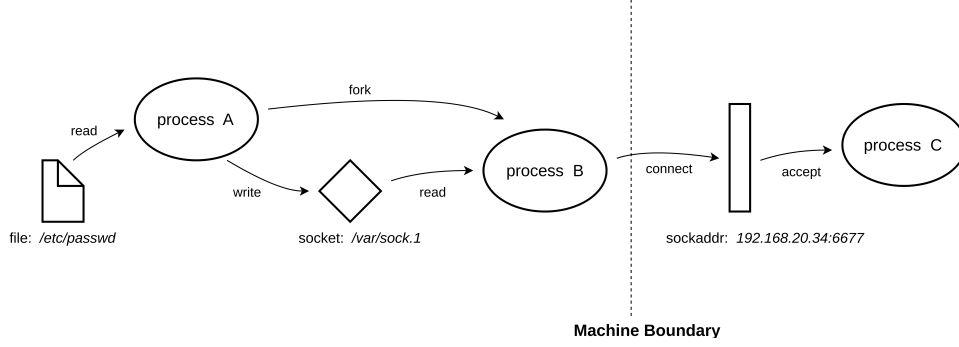 fork
process A
read
write
file: /etc/passwd
socket: /var/sock.1
read
process B
connect
accept
process C
sockaddr: 192.168.20.34:6677
Machine Boundary